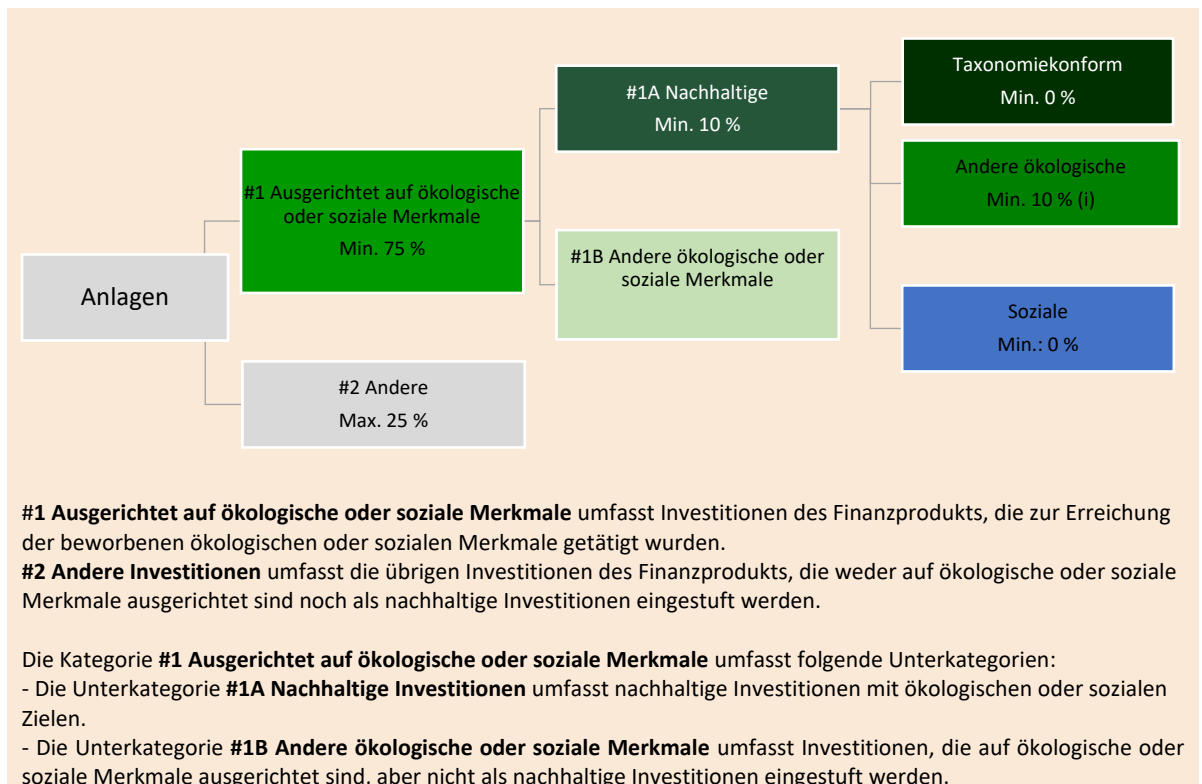 Anlagen
#1 Ausgerichtet auf ökologische
oder soziale Merkmale
Min. 75 %
#2 Andere
Max. 25 %
#1A Nachhaltige
Min. 10 %
#1B Andere ökologische oder
soziale Merkmale
Taxonomiekonform
Min. 0 %
Andere ökologische
Min. 10 % (i)
Soziale
Min.: 0 %
#1 Ausgerichtet auf ökologische oder soziale Merkmale umfasst Investitionen des Finanzprodukts, die zur Erreichung
der beworbenen ökologischen oder sozialen Merkmale getätigt wurden.
#2 Andere Investitionen umfasst die übrigen Investitionen des Finanzprodukts, die weder auf ökologische oder soziale
Merkmale ausgerichtet sind noch als nachhaltige Investitionen eingestuft werden.
Die Kategorie #1 Ausgerichtet auf ökologische oder soziale Merkmale umfasst folgende Unterkategorien:
- Die Unterkategorie #1A Nachhaltige Investitionen umfasst nachhaltige Investitionen mit ökologischen oder sozialen
Zielen.
- Die Unterkategorie #1B Andere ökologische oder soziale Merkmale umfasst Investitionen, die auf ökologische oder
soziale Merkmale ausgerichtet sind, aber nicht als nachhaltige Investitionen eingestuft werden.